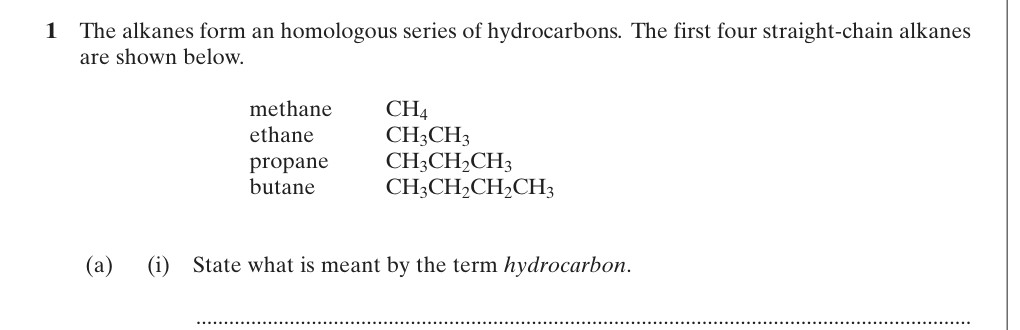 1 The alkanes form an homologous series of hydrocarbons. The first four straight-chain alkanes
are shown below.
methane CH₄
ethane CH₃CH₃
propane CH₃CH₂CH₃
butane CH₃CH₂CH₂CH₃
(a) (i) State what is meant by the term hydrocarbon.